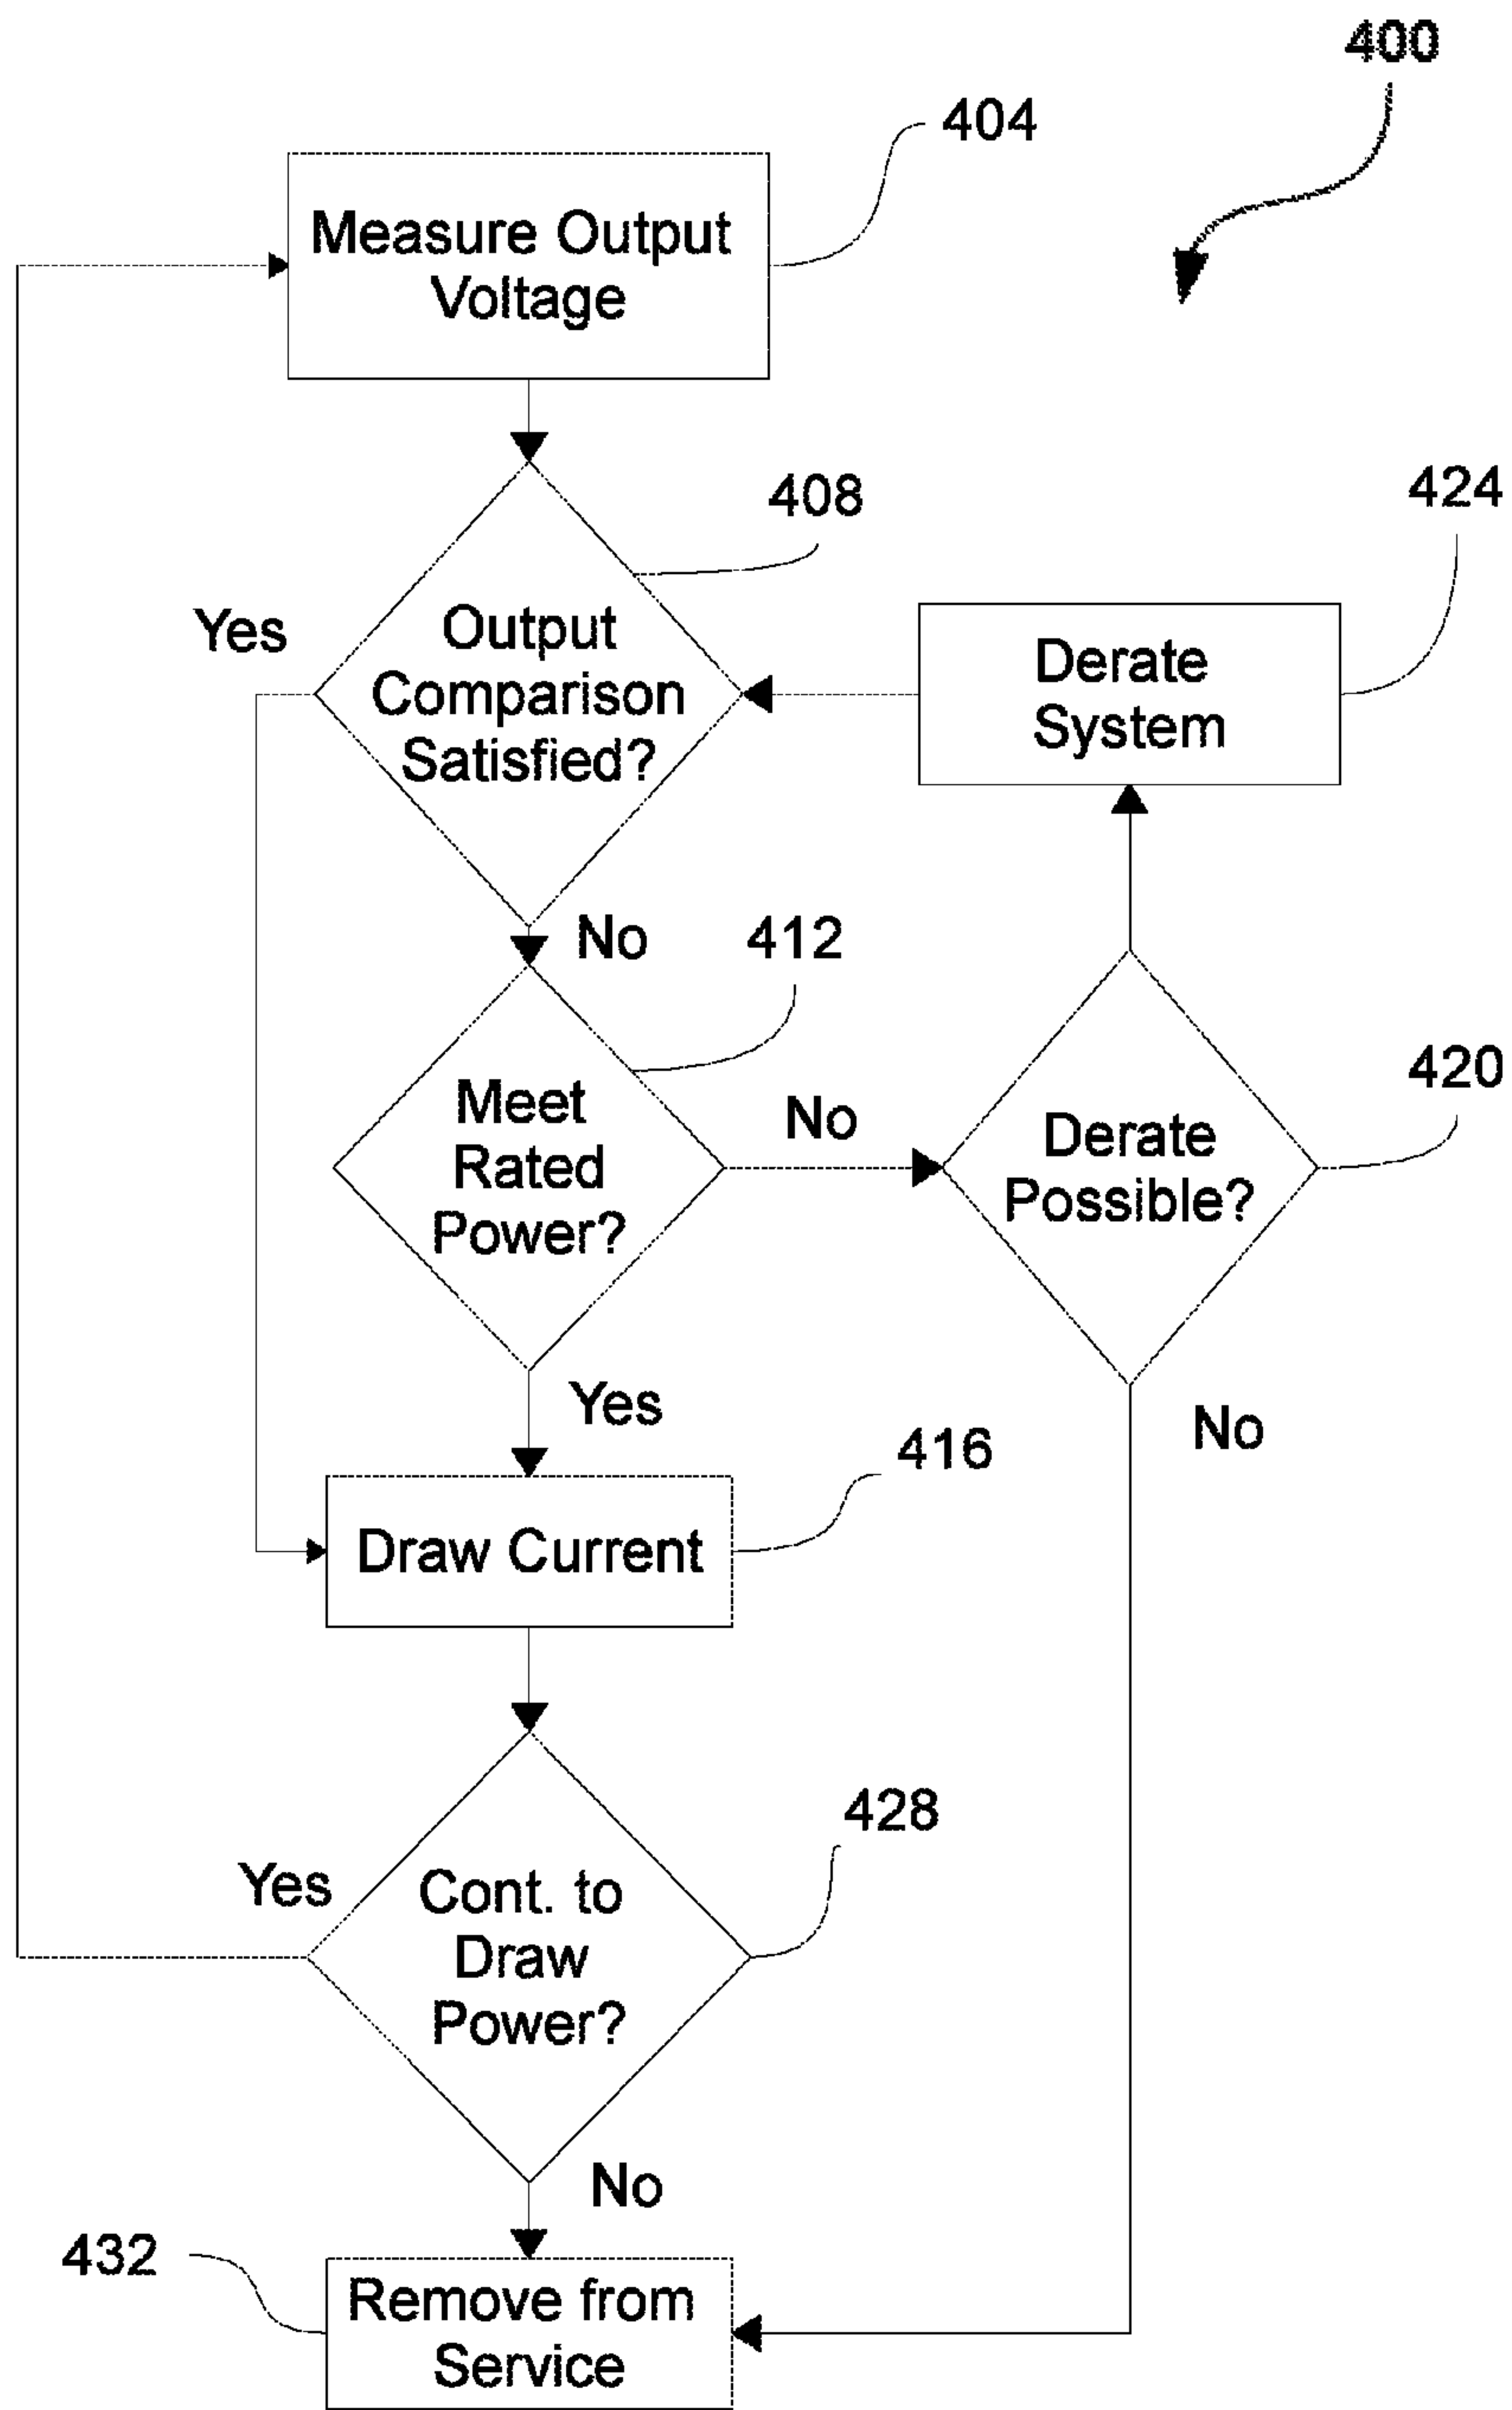 400
404
Measure Output
Voltage
408
424
Yes
Output
Comparison
Satisfied?
Derate
System
No
412
420
Meet
Rated
Power?
No
Derate
Possible?
Yes
No
416
Draw Current
428
Yes
Cont. to
Draw
Power?
No
432
Remove from
Service